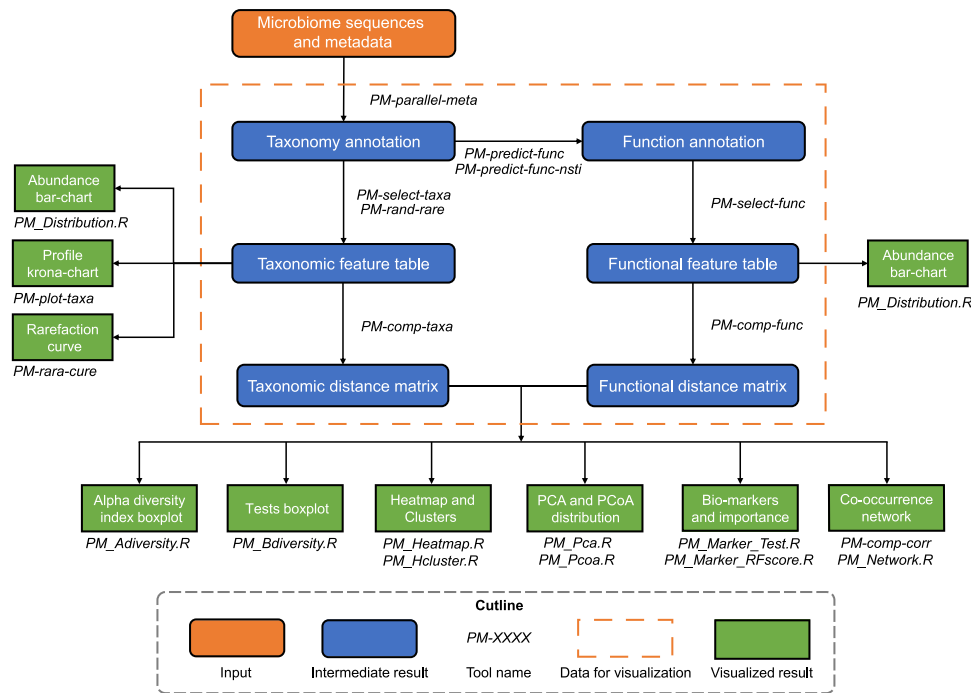 Microbiome sequences
and metadata
PM-parallel-meta
Taxonomy annotation
PM-predict-func
PM-predict-func-nsti
Function annotation
Abundance
bar-chart
PM_Distribution.R
PM-select-taxa
PM-rand-rare
PM-select-func
Profile
krona-chart
PM-plot-taxa
Taxonomic feature table
Functional feature table
Abundance
bar-chart
PM_Distribution.R
Rarefaction
curve
PM-rara-cure
PM-comp-taxa
PM-comp-func
Taxonomic distance matrix
Functional distance matrix
Alpha diversity
index boxplot
PM_Adiversity.R
Tests boxplot
PM_Bdiversity.R
Heatmap and
Clusters
PM_Heatmap.R
PM_Hcluster.R
PCA and PCoA
distribution
PM_Pca.R
PM_Pcoa.R
Bio-markers
and importance
PM_Marker_Test.R
PM_Marker_RFscore.R
Co-occurrence
network
PM-comp-corr
PM_Network.R
Cutline
PM-XXXX
Input
Intermediate result
Tool name
Data for visualization
Visualized result